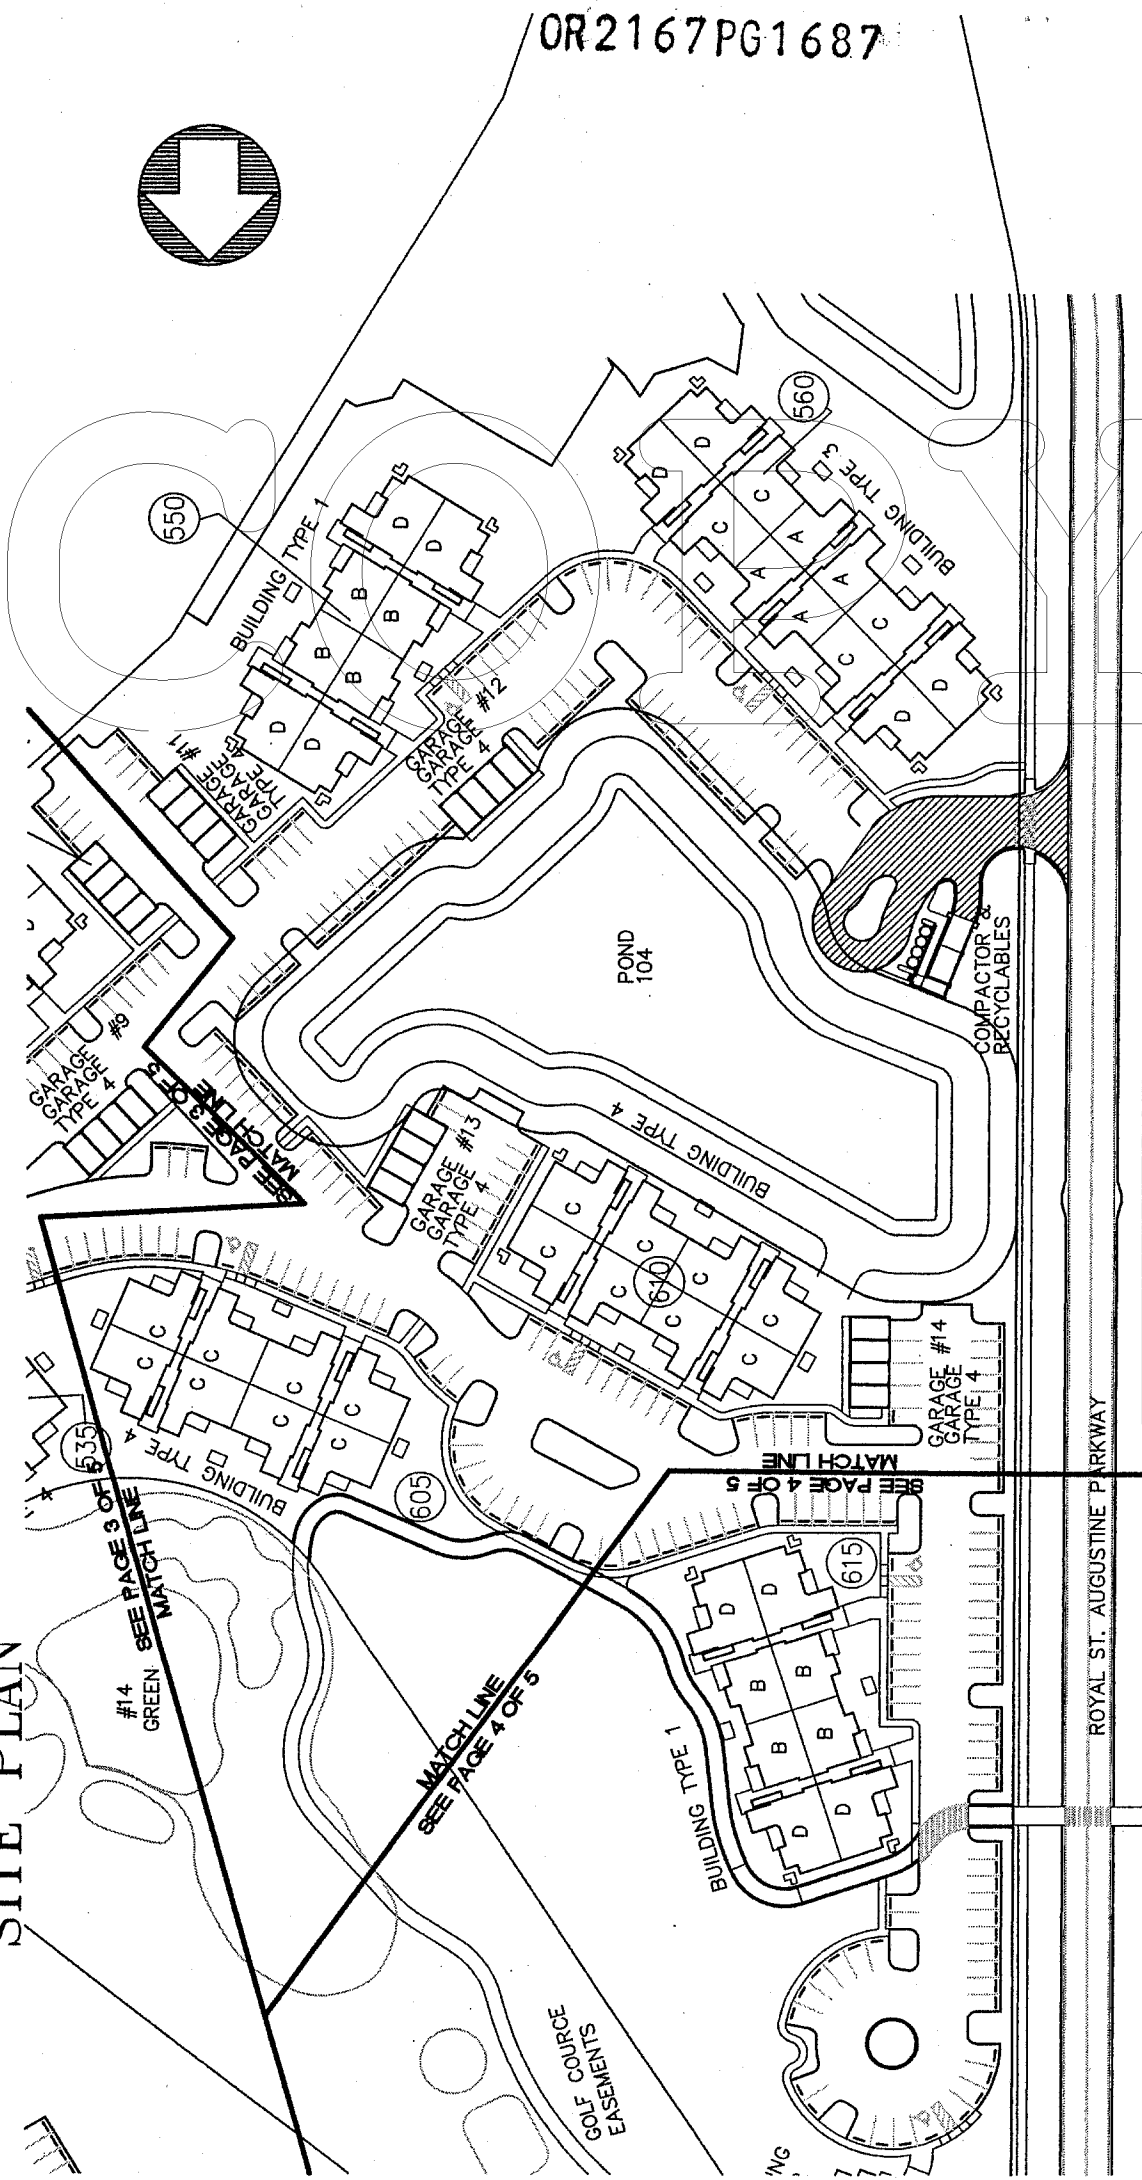 OR2167PG1687
SITE PLAN
550
BUILDING TYPE 1
D
D
B
B
B
B
D
D
560
BUILDING TYPE 3
D
D
C
C
A
A
A
A
C
C
D
D
#11
GARAGE
GARAGE
TYPE 4
#12
GARAGE
GARAGE
TYPE 4
#9
GARAGE
GARAGE
TYPE 4
SEE PAGE 3 OF 5
MATCH LINE
POND
104
COMPACTOR &
RECYCLABLES
#13
GARAGE
GARAGE
TYPE 4
BUILDING TYPE 4
610
C
C
C
C
C
C
C
C
#14
GARAGE
GARAGE
TYPE 4
535
BUILDING TYPE 4
C
C
C
C
C
C
C
C
605
SEE PAGE 3 OF 5
MATCH LINE
MATCH LINE
SEE PAGE 4 OF 5
#14
GREEN
MATCH LINE
SEE PAGE 4 OF 5
615
BUILDING TYPE 1
D
D
B
B
B
B
D
D
ROYAL ST. AUGUSTINE PARKWAY
GOLF COURCE
EASEMENTS
COPY